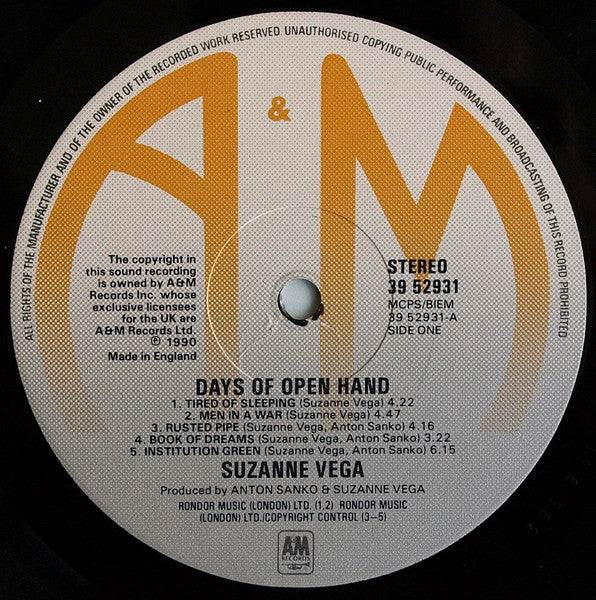 ALL RIGHTS OF THE MANUFACTURER AND OF THE OWNER OF THE RECORDED WORK RESERVED. UNAUTHORISED COPYING PUBLIC PERFORMANCE AND BROADCASTING OF THIS RECORD PROHIBITED
A & M
The copyright in
this sound recording
is owned by A&M
Records Inc. whose
exclusive licensees
for the UK are
A&M Records Ltd.
℗ 1990
Made in England
STEREO
39 52931
MCPS/BIEM
39 52931-A
SIDE ONE
DAYS OF OPEN HAND
1. TIRED OF SLEEPING (Suzanne Vega) 4.22
2. MEN IN A WAR (Suzanne Vega) 4.47
3. RUSTED PIPE (Suzanne Vega, Anton Sanko) 4.16
4. BOOK OF DREAMS (Suzanne Vega, Anton Sanko) 3.22
5. INSTITUTION GREEN (Suzanne Vega, Anton Sanko) 6.15
SUZANNE VEGA
Produced by ANTON SANKO & SUZANNE VEGA
RONDOR MUSIC (LONDON) LTD. (1,2) RONDOR MUSIC
(LONDON) LTD./COPYRIGHT CONTROL (3–5)
AM
RECORDS